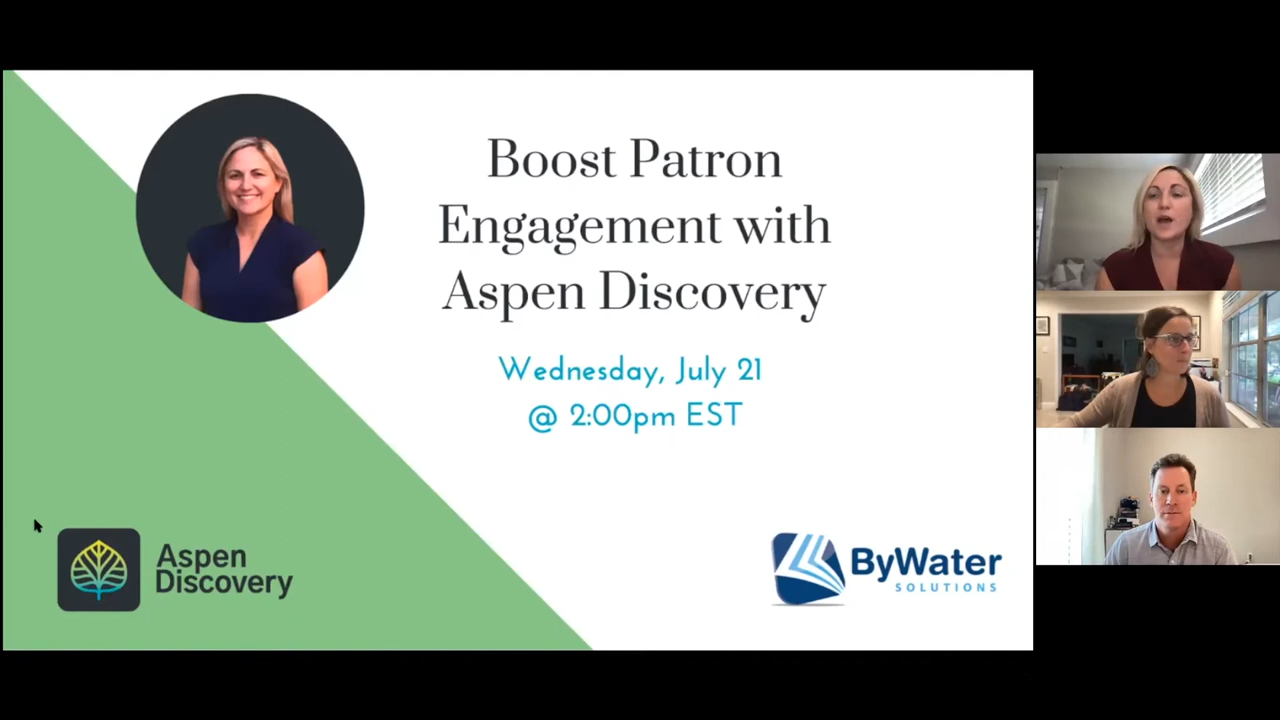 Boost Patron
Engagement with
Aspen Discovery
Wednesday, July 21
@ 2:00pm EST
Aspen
Discovery
ByWater
SOLUTIONS